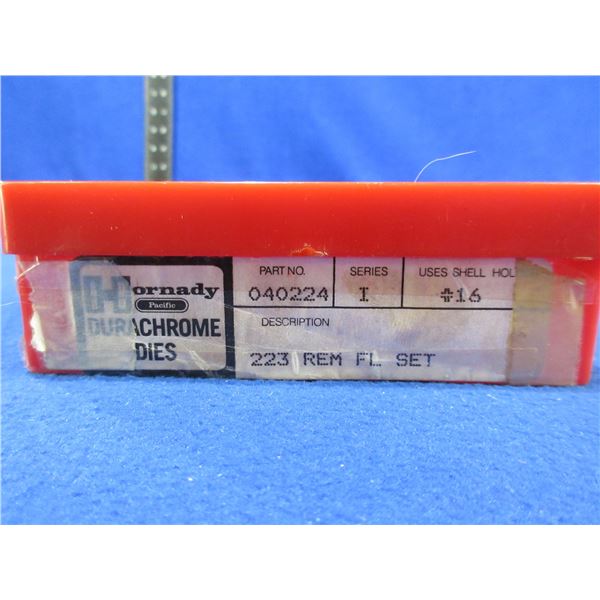 Hornady
Pacific
DURACHROME
DIES
PART NO. SERIES USES SHELL HOL
040224 I #16
DESCRIPTION
223 REM FL SET